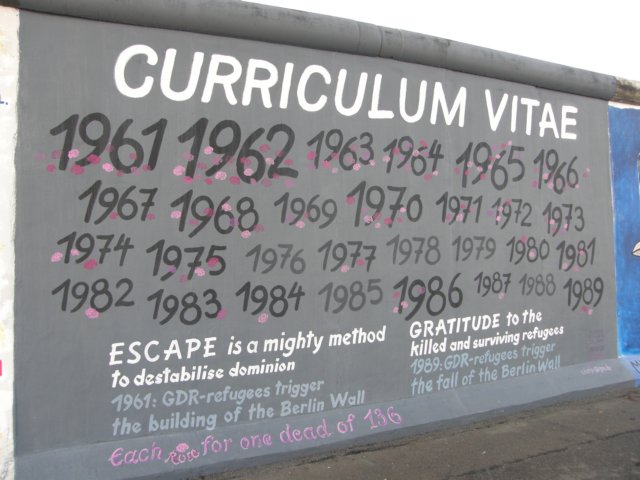 CURRICULUM VITAE
1961 1962 1963 1964 1965 1966
1967 1968 1969 1970 1971 1972 1973
1974 1975 1976 1977 1978 1979 1980 1981
1982 1983 1984 1985 1986 1987 1988 1989
ESCAPE is a mighty method
to destabilise dominion
1961: GDR-refugees trigger
the building of the Berlin Wall
GRATITUDE to the
killed and surviving refugees
1989: GDR-refugees trigger
the fall of the Berlin Wall
Each Rose for one dead of 136